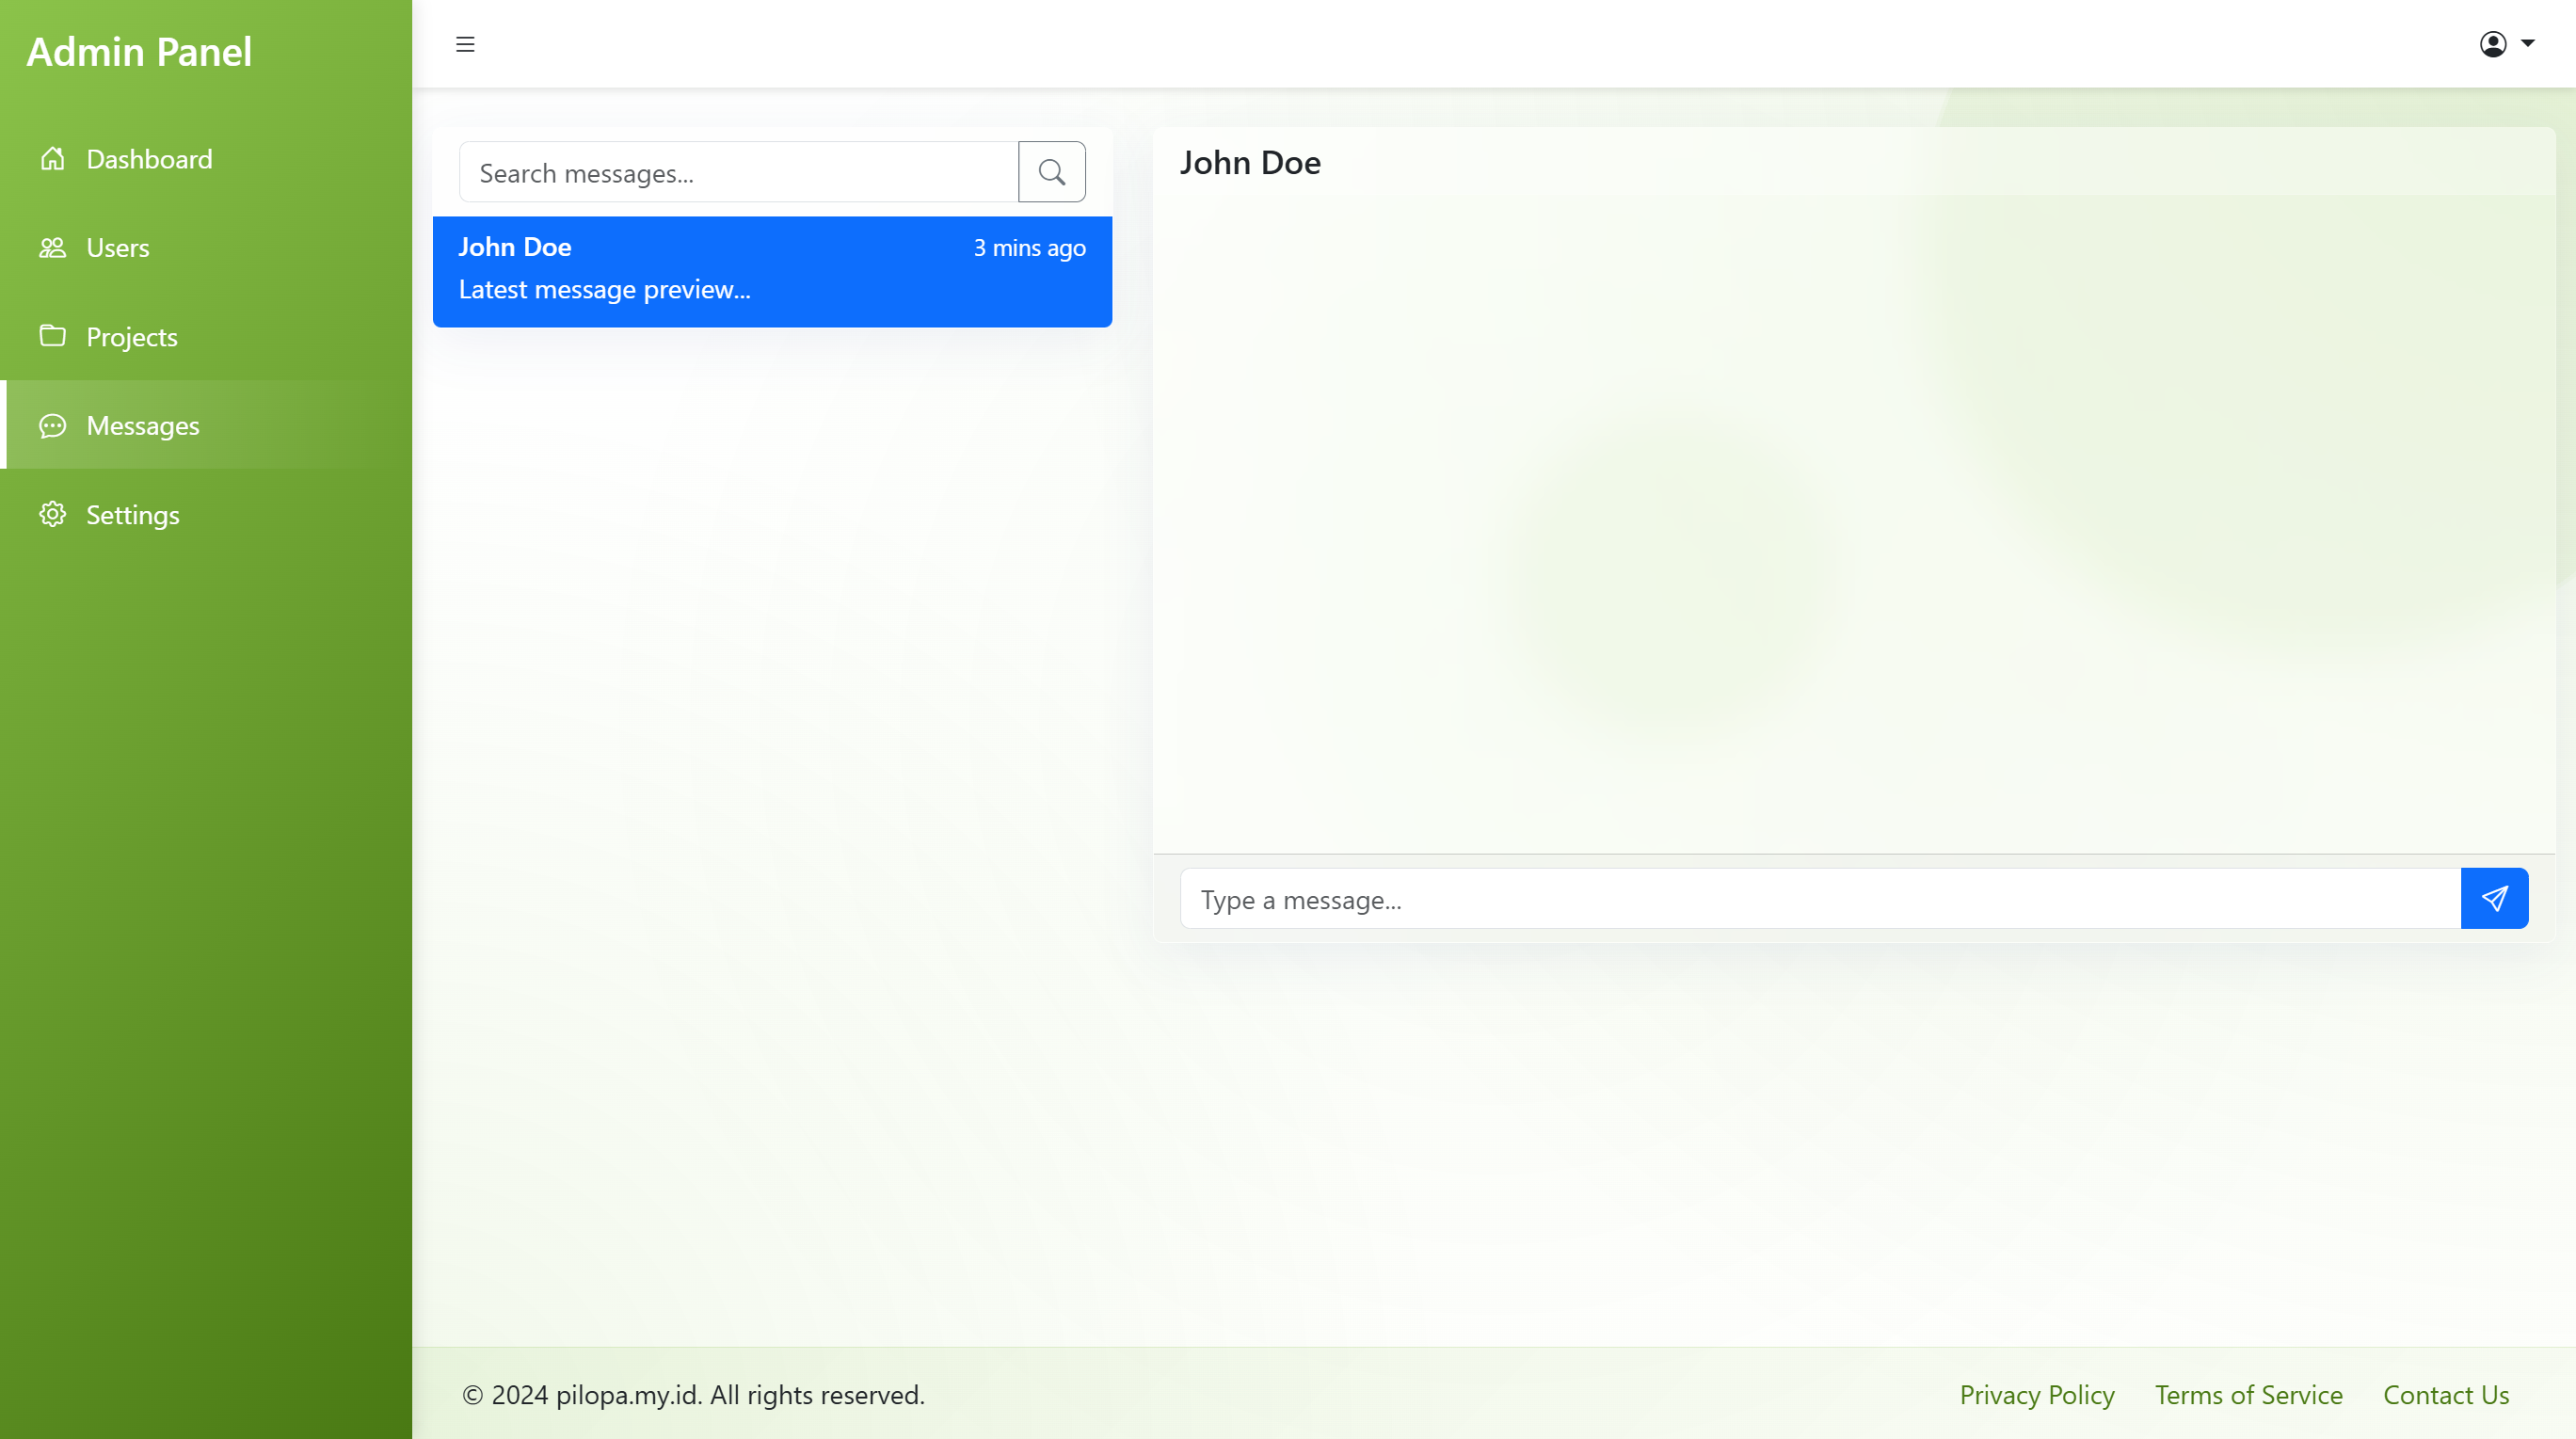 Admin Panel
Dashboard
Users
Projects
Messages
Settings
Search messages...
John Doe
3 mins ago
Latest message preview...
John Doe
Type a message...
© 2024 pilopa.my.id. All rights reserved.
Privacy Policy
Terms of Service
Contact Us